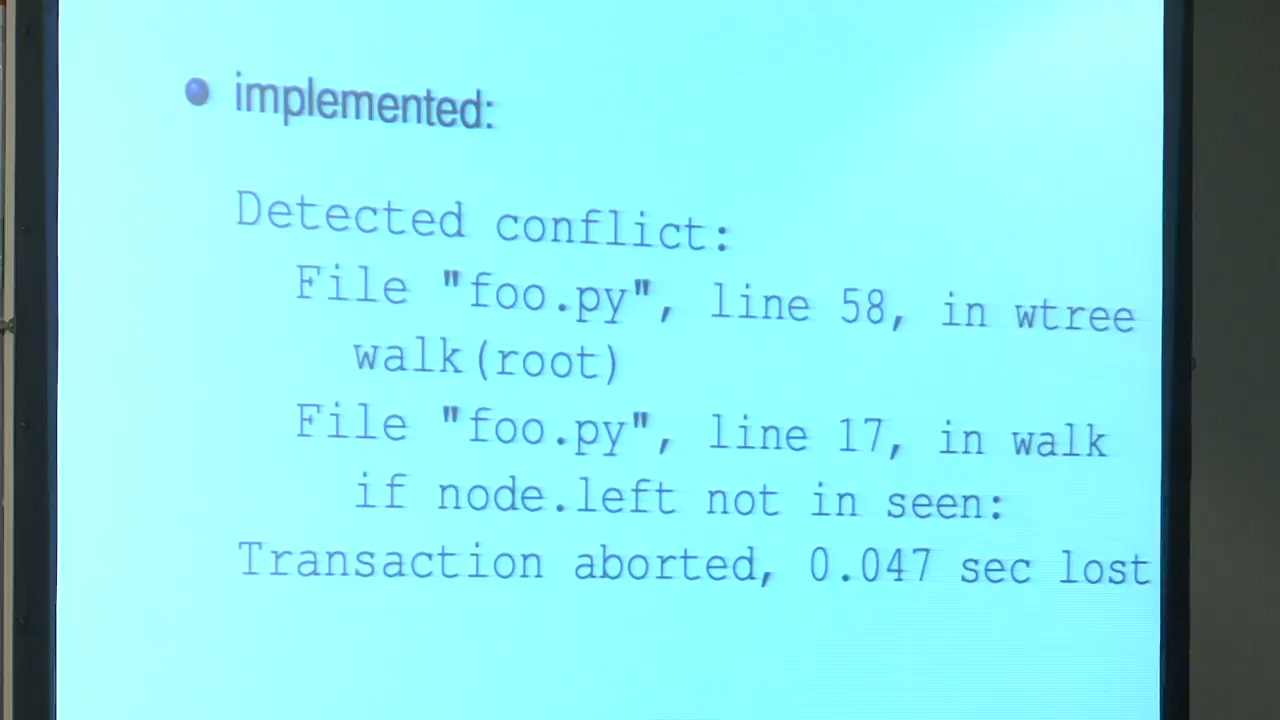 implemented:
Detected conflict:
File "foo.py", line 58, in wtree
walk(root)
File "foo.py", line 17, in walk
if node.left not in seen:
Transaction aborted, 0.047 sec lost